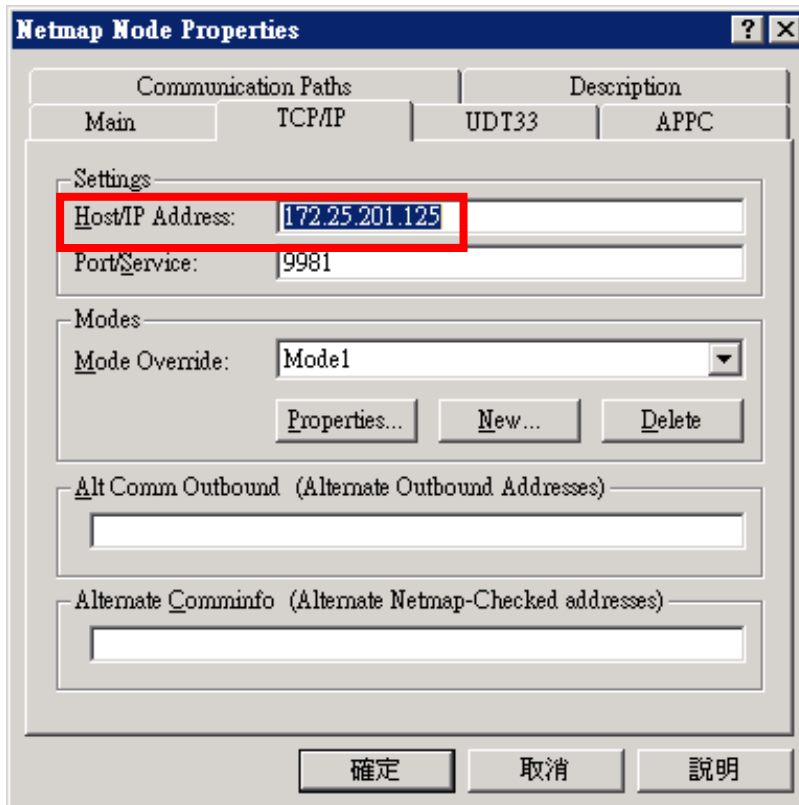 Netmap Node Properties
Communication Paths Description
Main TCP/IP UDT33 APPC
Settings
Host/IP Address: 172.25.201.125
Port/Service: 9981
Modes
Mode Override: Mode1
Properties... New... Delete
Alt Comm Outbound (Alternate Outbound Addresses)
Alternate Comminfo (Alternate Netmap-Checked addresses)
確定 取消 說明